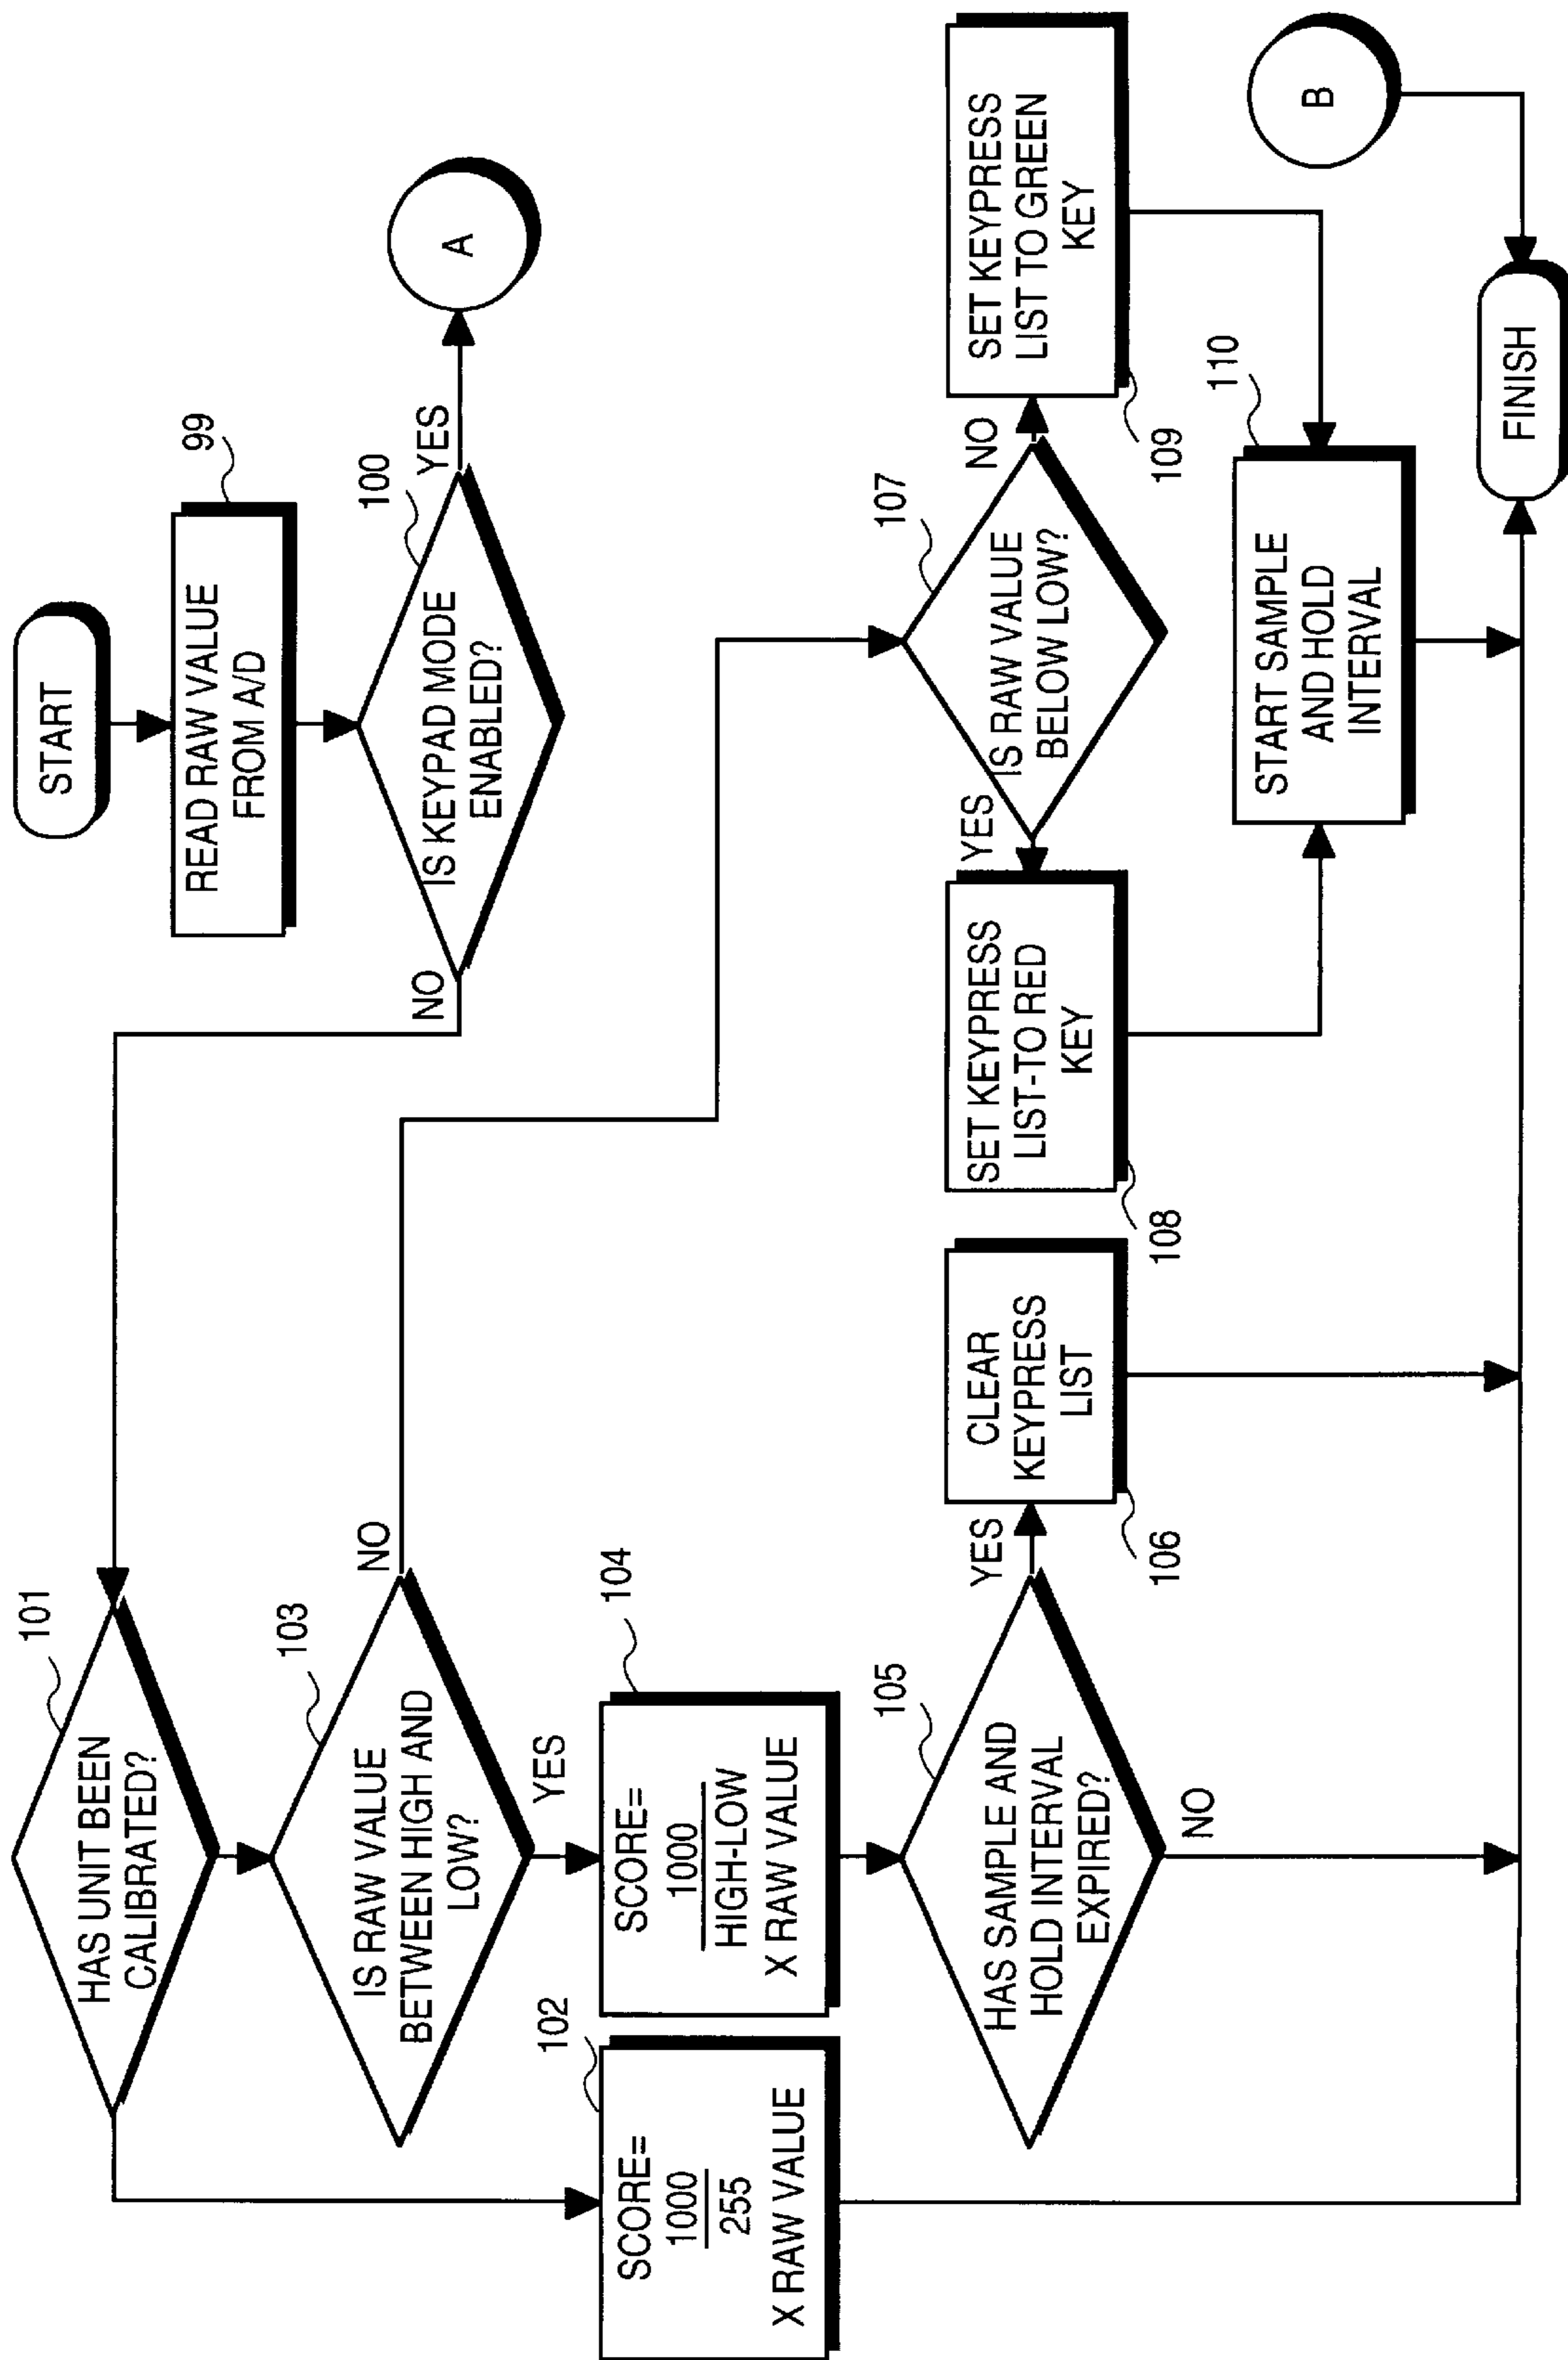 START
99
READ RAW VALUE
FROM A/D
100
IS KEYPAD MODE
ENABLED?
YES
A
NO
101
HAS UNIT BEEN
CALIBRATED?
103
IS RAW VALUE
BETWEEN HIGH AND
LOW?
NO
YES
102
SCORE=
1000
255
X RAW VALUE
104
SCORE=
1000
HIGH-LOW
X RAW VALUE
105
HAS SAMPLE AND
HOLD INTERVAL
EXPIRED?
YES
NO
CLEAR
KEYPRESS
LIST
106
107
IS RAW VALUE
BELOW LOW?
YES
NO
SET KEYPRESS
LIST-TO RED
KEY
108
SET KEYPRESS
LIST TO GREEN
KEY
109
110
START SAMPLE
AND HOLD
INTERVAL
B
FINISH